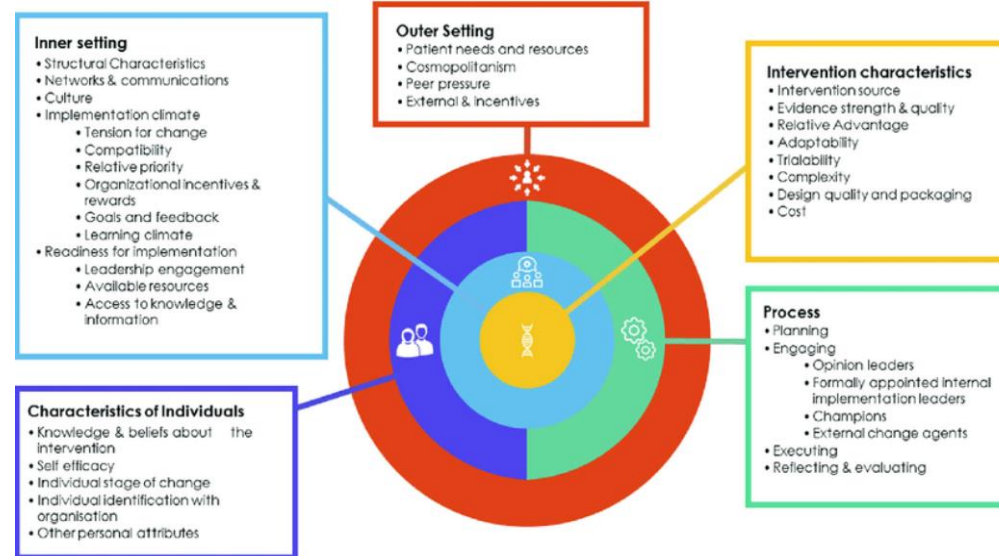 Inner setting
• Structural Characteristics
• Networks & communications
• Culture
• Implementation climate
• Tension for change
• Compatibility
• Relative priority
• Organizational incentives &
rewards
• Goals and feedback
• Learning climate
• Readiness for implementation
• Leadership engagement
• Available resources
• Access to knowledge &
information
Outer Setting
• Patient needs and resources
• Cosmopolitanism
• Peer pressure
• External & incentives
Intervention characteristics
• Intervention source
• Evidence strength & quality
• Relative Advantage
• Adaptability
• Trialability
• Complexity
• Design quality and packaging
• Cost
Characteristics of Individuals
• Knowledge & beliefs about the
intervention
• Self efficacy
• Individual stage of change
• Individual identification with
organisation
• Other personal attributes
Process
• Planning
• Engaging
• Opinion leaders
• Formally appointed internal
implementation leaders
• Champions
• External change agents
• Executing
• Reflecting & evaluating